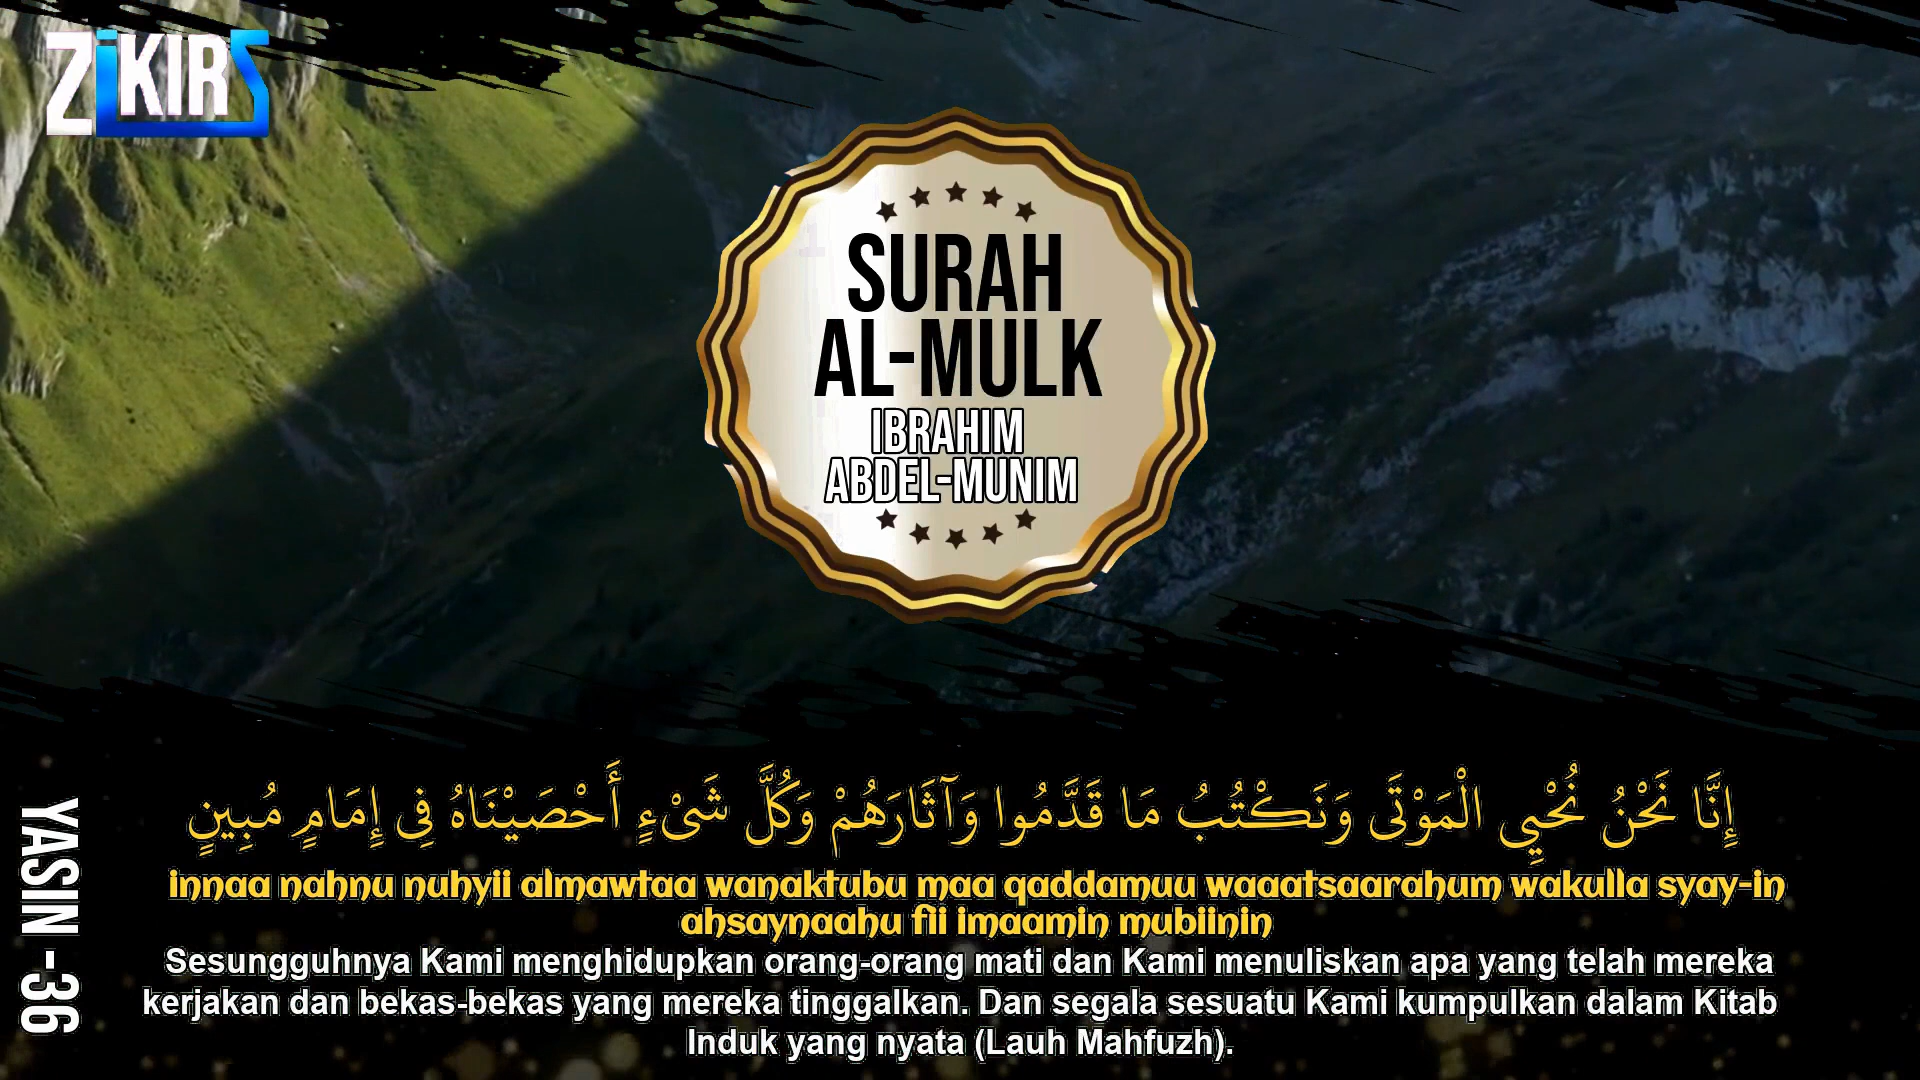 ZiKIRS
SURAH
AL-MULK
IBRAHIM
ABDEL-MUNIM
إِنَّا نَحْنُ نُحْيِي الْمَوْتَى وَنَكْتُبُ مَا قَدَّمُوا وَآثَارَهُمْ وَكُلَّ شَىْءٍ أَحْصَيْنَاهُ فِى إِمَامٍ مُبِينٍ
innaa nahnu nuhyii almawtaa wanaktubu maa qaddamuu waaatsaarahum wakulla syay-in
ahsaynaahu fii imaamin mubiinin
Sesungguhnya Kami menghidupkan orang-orang mati dan Kami menuliskan apa yang telah mereka
kerjakan dan bekas-bekas yang mereka tinggalkan. Dan segala sesuatu Kami kumpulkan dalam Kitab
Induk yang nyata (Lauh Mahfuzh).
YASIN -36